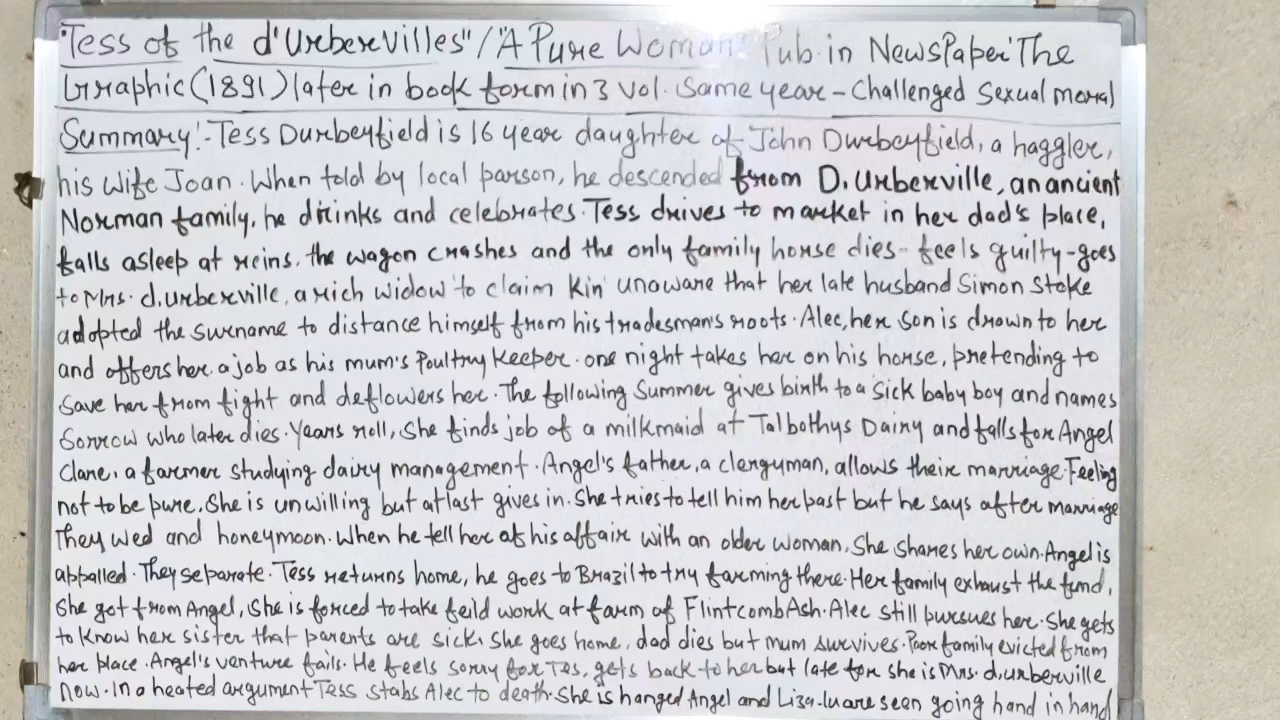 "Tess of the d'Urbervilles"/"A Pure Woman" Pub. in NewsPaper 'The
Graphic (1891) later in book form in 3 vol. Same year - Challenged Sexual moral
Summary:- Tess Durbeyfield is 16 year daughter of John Durbeyfield, a haggler,
his wife Joan. When told by local parson, he descended from D.Urberville, an ancient
Norman family, he drinks and celebrates. Tess drives to market in her dad's place,
falls asleep at reins, the wagon crashes and the only family horse dies - feels guilty - goes
to Mrs. d.urberville, a rich widow to 'claim kin' unaware that her late husband Simon Stoke
adopted the surname to distance himself from his tradesman's roots. Alec, her son is drown to her
and offers her a job as his mum's Poultry Keeper. one night takes her on his horse, pretending to
save her from fight and deflowers her. The following Summer gives birth to a sick baby boy and names
Sorrow who later dies. Years roll, she finds job of a milkmaid at Talbothys Dairy and falls for Angel
Clare, a farmer studying dairy management. Angel's father, a clergyman, allows their marriage. Feeling
not to be pure, she is unwilling but at last gives in. She tries to tell him her past but he says after marriage
They wed and honeymoon. When he tell her of his affair with an older woman, she shares her own. Angel is
appalled. They separate. Tess returns home, he goes to Brazil to try farming there. Her family exhaust the fund,
she got from Angel, she is forced to take feild work at farm of FlintcombAsh. Alec still pursues her. She gets
to know her sister that parents are sick. she goes home, dad dies but mum survives. Poor family evicted from
her place. Angel's venture fails. He feels sorry for Tes, gets back to her but late for she is Mrs. d.urberville
now. In a heated argument Tess stabs Alec to death. She is hanged Angel and Liza-lu are seen going hand in hand